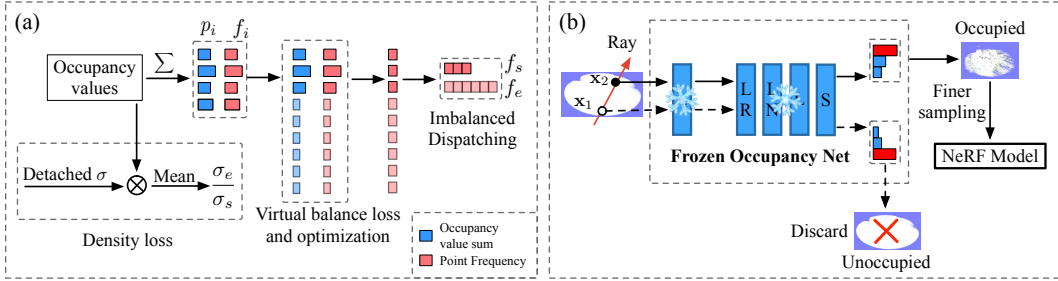 (a)
p_i
f_i
Occupancy
values
∑
f_s
f_e
Imbalanced
Dispatching
Detached σ
Mean
σ_e
σ_s
Density loss
Virtual balance loss
and optimization
Occupancy
value sum
Point Frequency
(b)
Ray
x_2
x_1
L
R
L
N
S
Frozen Occupancy Net
Occupied
Finer
sampling
NeRF Model
Discard
Unoccupied